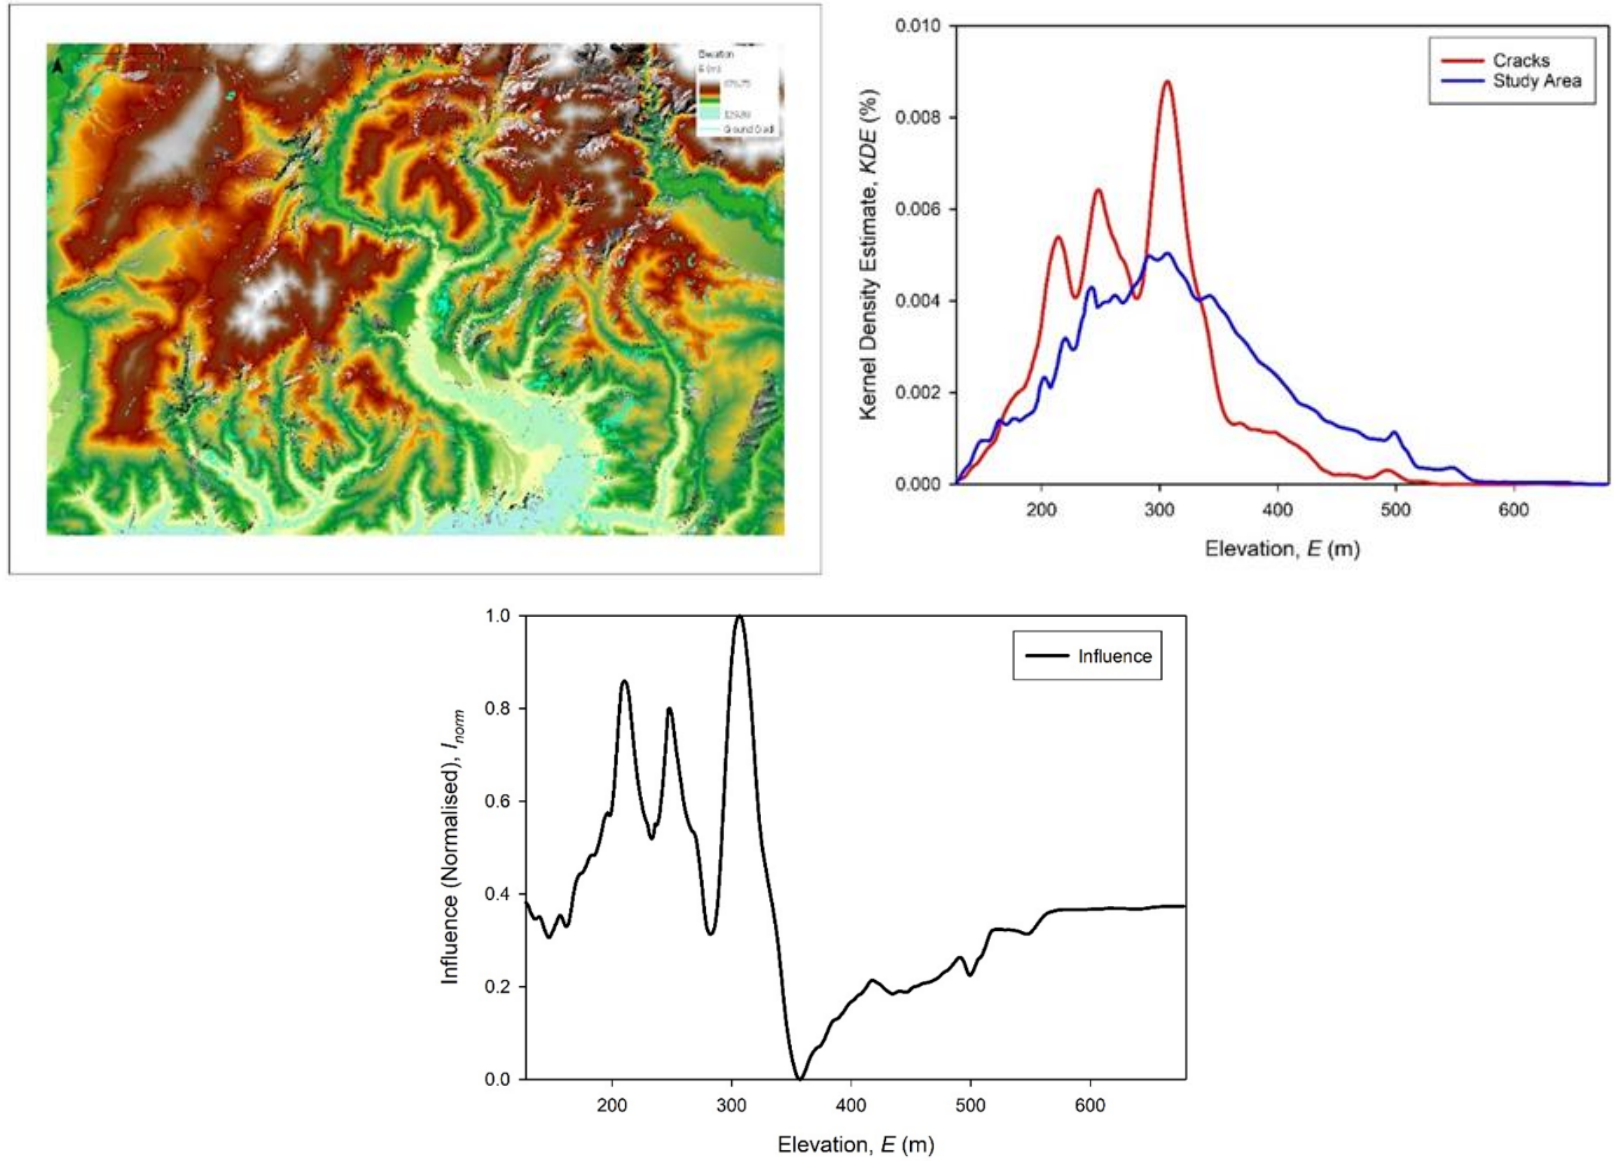 Elevation
E (m)
Ground Crack
0.010
0.008
0.006
0.004
0.002
0.000
Kernel Density Estimate, KDE (%)
Cracks
Study Area
200 300 400 500 600
Elevation, E (m)
1.0
0.8
0.6
0.4
0.2
0.0
Influence (Normalised), Inorm
Influence
200 300 400 500 600
Elevation, E (m)